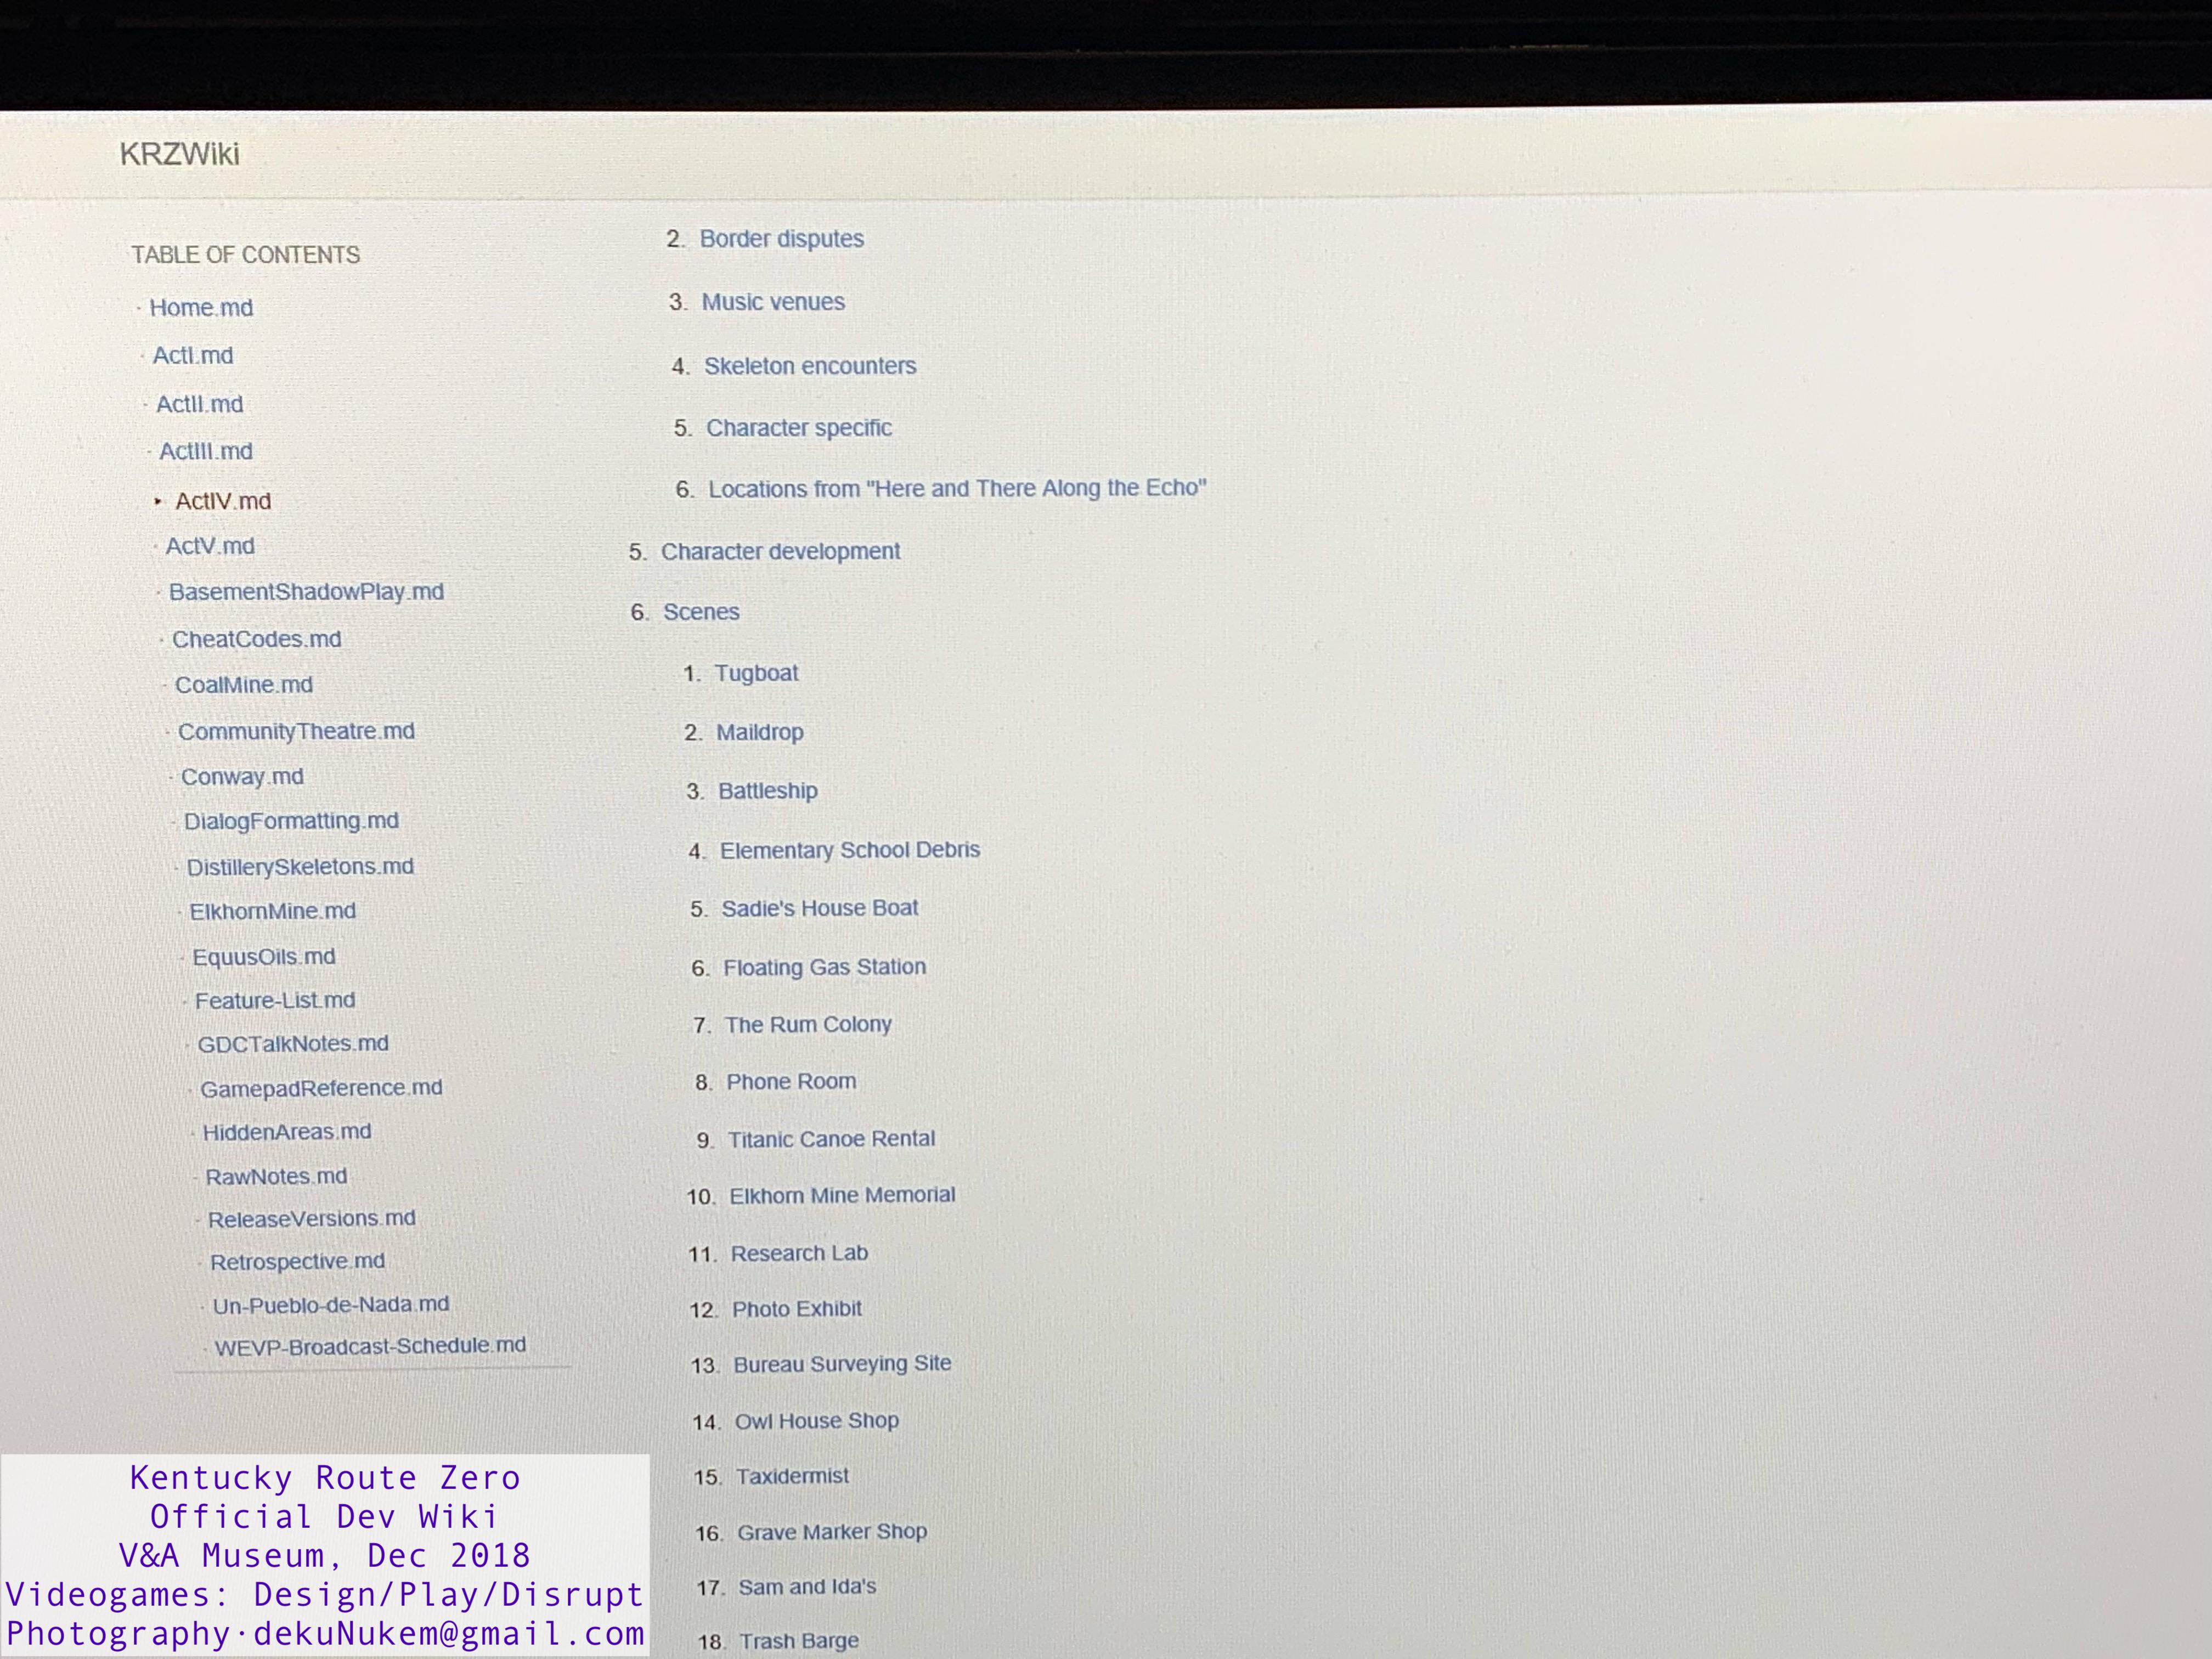 KRZWiki
TABLE OF CONTENTS
· Home.md
· ActI.md
· ActII.md
· ActIII.md
▸ ActIV.md
· ActV.md
· BasementShadowPlay.md
· CheatCodes.md
· CoalMine.md
· CommunityTheatre.md
· Conway.md
· DialogFormatting.md
· DistillerySkeletons.md
· ElkhornMine.md
· EquusOils.md
· Feature-List.md
· GDCTalkNotes.md
· GamepadReference.md
· HiddenAreas.md
· RawNotes.md
· ReleaseVersions.md
· Retrospective.md
· Un-Pueblo-de-Nada.md
· WEVP-Broadcast-Schedule.md
2. Border disputes
3. Music venues
4. Skeleton encounters
5. Character specific
6. Locations from "Here and There Along the Echo"
5. Character development
6. Scenes
1. Tugboat
2. Maildrop
3. Battleship
4. Elementary School Debris
5. Sadie's House Boat
6. Floating Gas Station
7. The Rum Colony
8. Phone Room
9. Titanic Canoe Rental
10. Elkhorn Mine Memorial
11. Research Lab
12. Photo Exhibit
13. Bureau Surveying Site
14. Owl House Shop
15. Taxidermist
16. Grave Marker Shop
17. Sam and Ida's
18. Trash Barge
Kentucky Route Zero
Official Dev Wiki
V&A Museum, Dec 2018
Videogames: Design/Play/Disrupt
Photography·dekuNukem@gmail.com